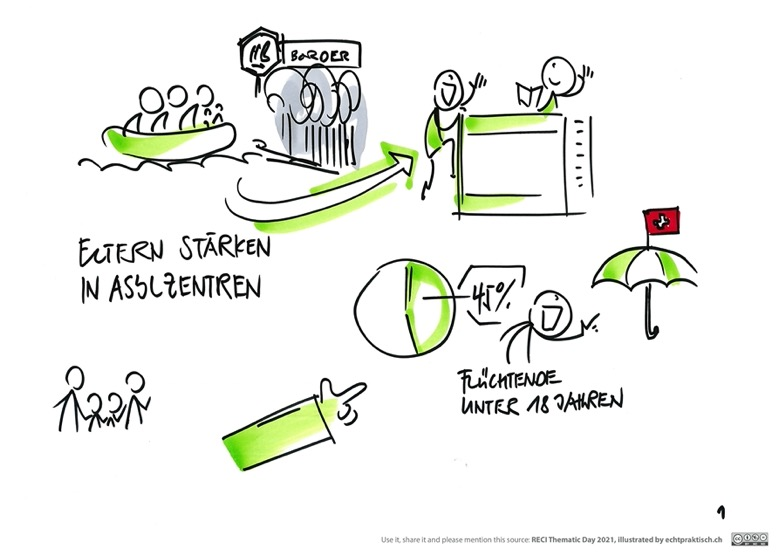 BORDER
ELTERN STÄRKEN
IN ASYLZENTREN
45%
FLÜCHTENDE
UNTER 18 JAHREN
1
Use it, share it and please mention this source: RECI Thematic Day 2021, illustrated by echtpraktisch.ch